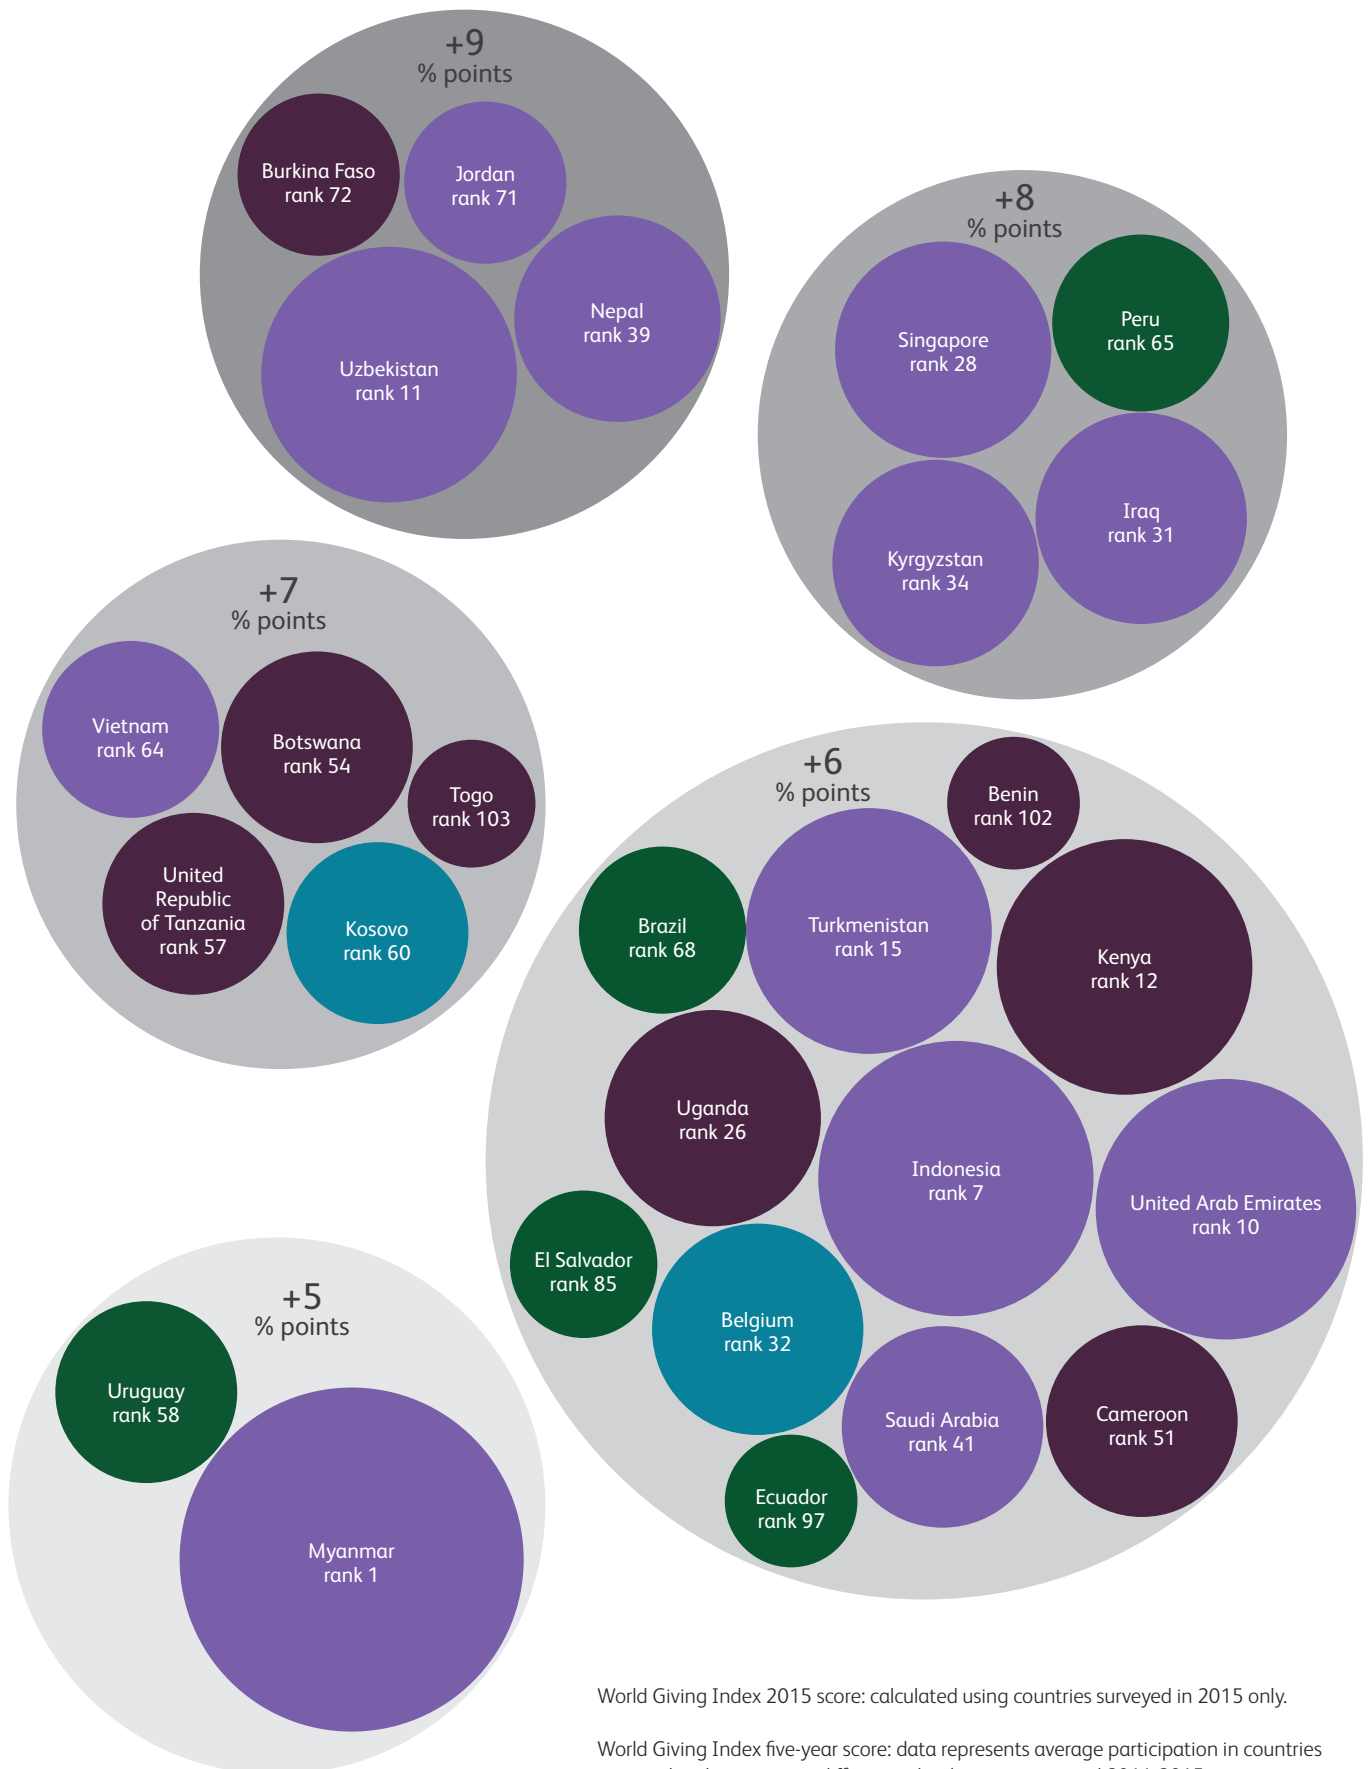 +9
% points
Burkina Faso
rank 72
Jordan
rank 71
Nepal
rank 39
Uzbekistan
rank 11
+8
% points
Singapore
rank 28
Peru
rank 65
Iraq
rank 31
Kyrgyzstan
rank 34
+7
% points
Vietnam
rank 64
Botswana
rank 54
Togo
rank 103
United
Republic
of Tanzania
rank 57
Kosovo
rank 60
+6
% points
Benin
rank 102
Brazil
rank 68
Turkmenistan
rank 15
Kenya
rank 12
Uganda
rank 26
Indonesia
rank 7
United Arab Emirates
rank 10
El Salvador
rank 85
Belgium
rank 32
Saudi Arabia
rank 41
Cameroon
rank 51
Ecuador
rank 97
+5
% points
Uruguay
rank 58
Myanmar
rank 1
World Giving Index 2015 score: calculated using countries surveyed in 2015 only.
World Giving Index five-year score: data represents average participation in countries